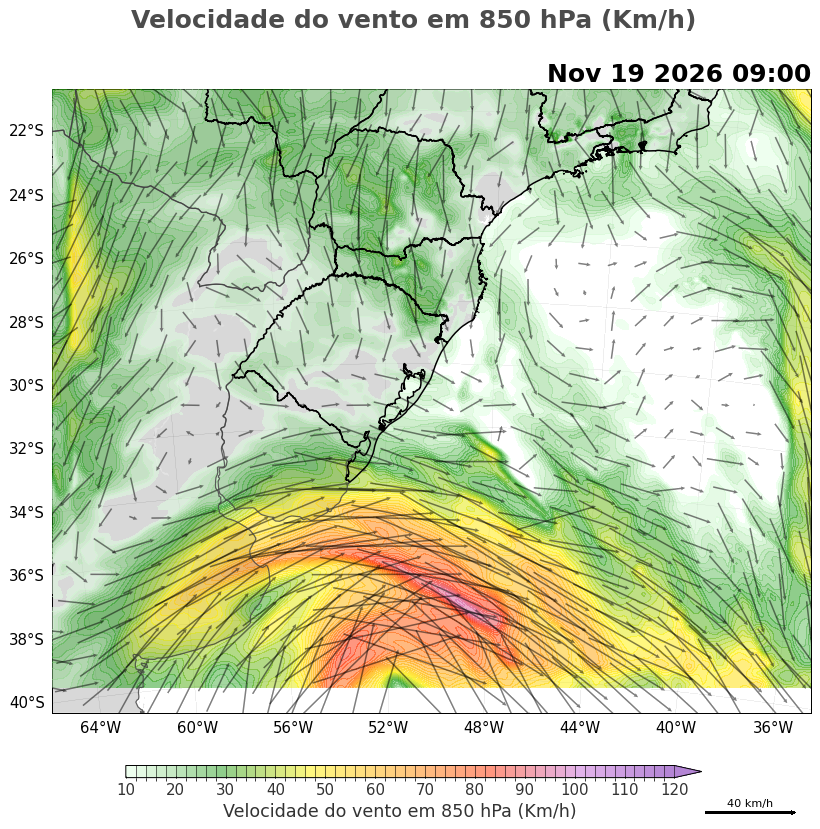 Velocidade do vento em 850 hPa (Km/h)
Nov 19 2026 09:00
22°S
24°S
26°S
28°S
30°S
32°S
34°S
36°S
38°S
40°S
64°W 60°W 56°W 52°W 48°W 44°W 40°W 36°W
10 20 30 40 50 60 70 80 90 100 110 120
Velocidade do vento em 850 hPa (Km/h)
40 km/h